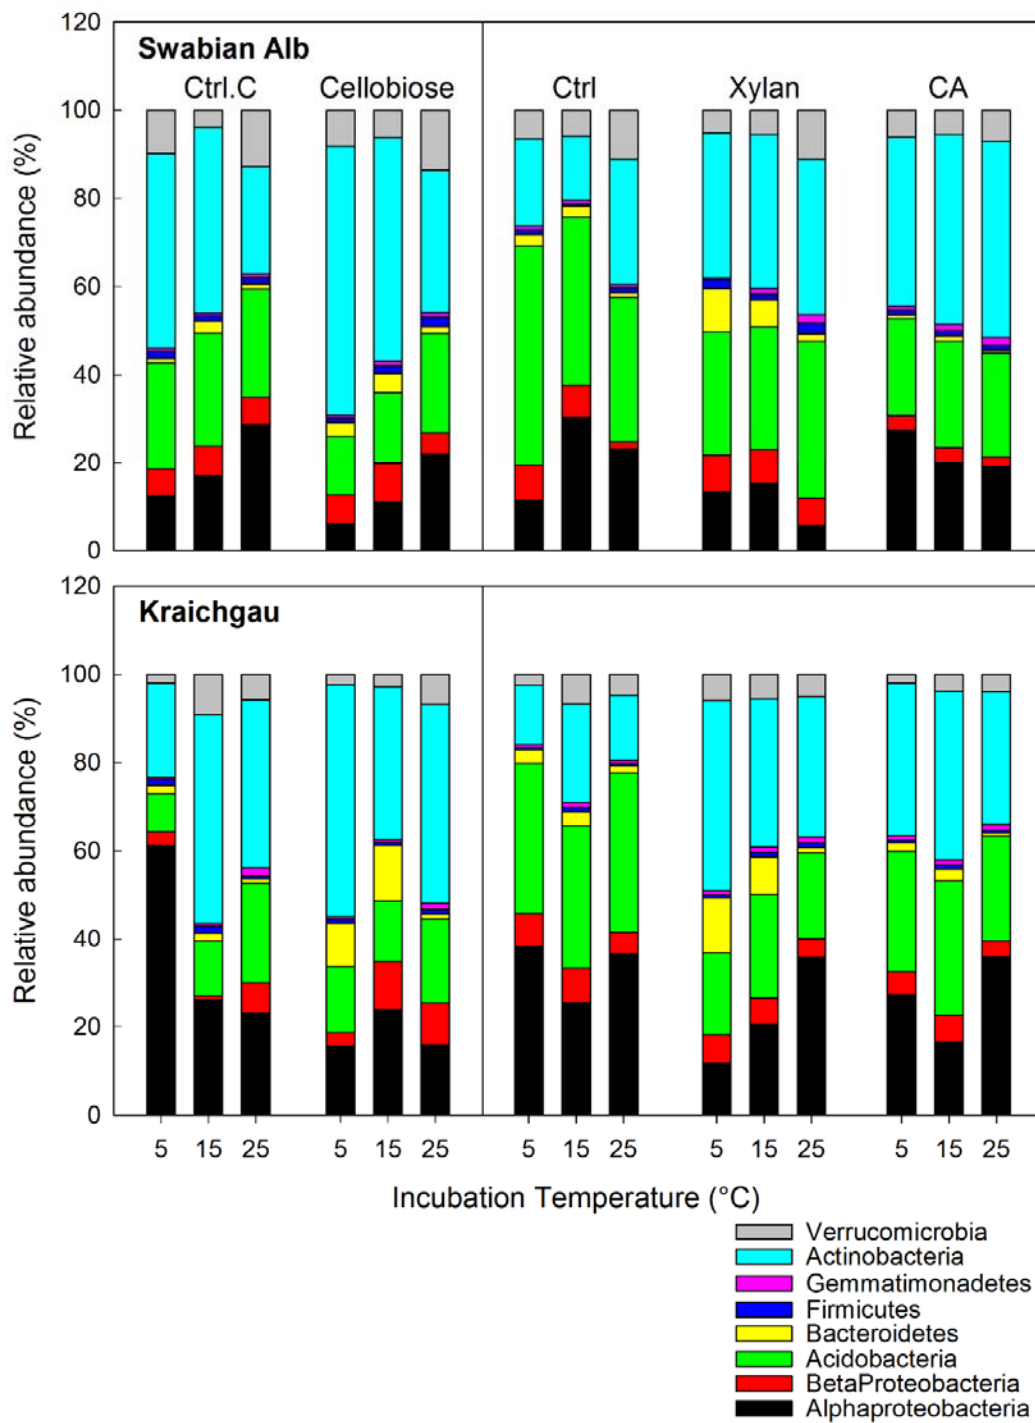 120
Swabian Alb
Ctrl.C Cellobiose Ctrl Xylan CA
100
80
60
40
20
0
Relative abundance (%)
120
Kraichgau
100
80
60
40
20
0
Relative abundance (%)
5 15 25 5 15 25 5 15 25 5 15 25 5 15 25
Incubation Temperature (°C)
Verrucomicrobia
Actinobacteria
Gemmatimonadetes
Firmicutes
Bacteroidetes
Acidobacteria
BetaProteobacteria
Alphaproteobacteria